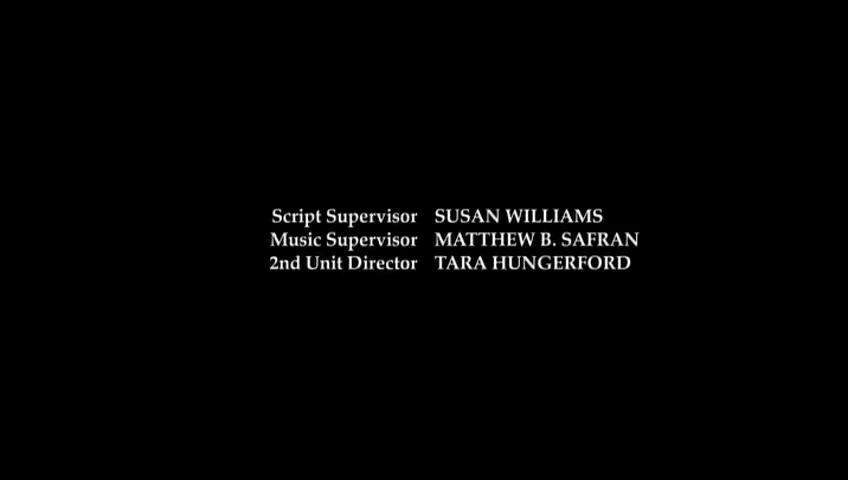 Script Supervisor SUSAN WILLIAMS
Music Supervisor MATTHEW B. SAFRAN
2nd Unit Director TARA HUNGERFORD